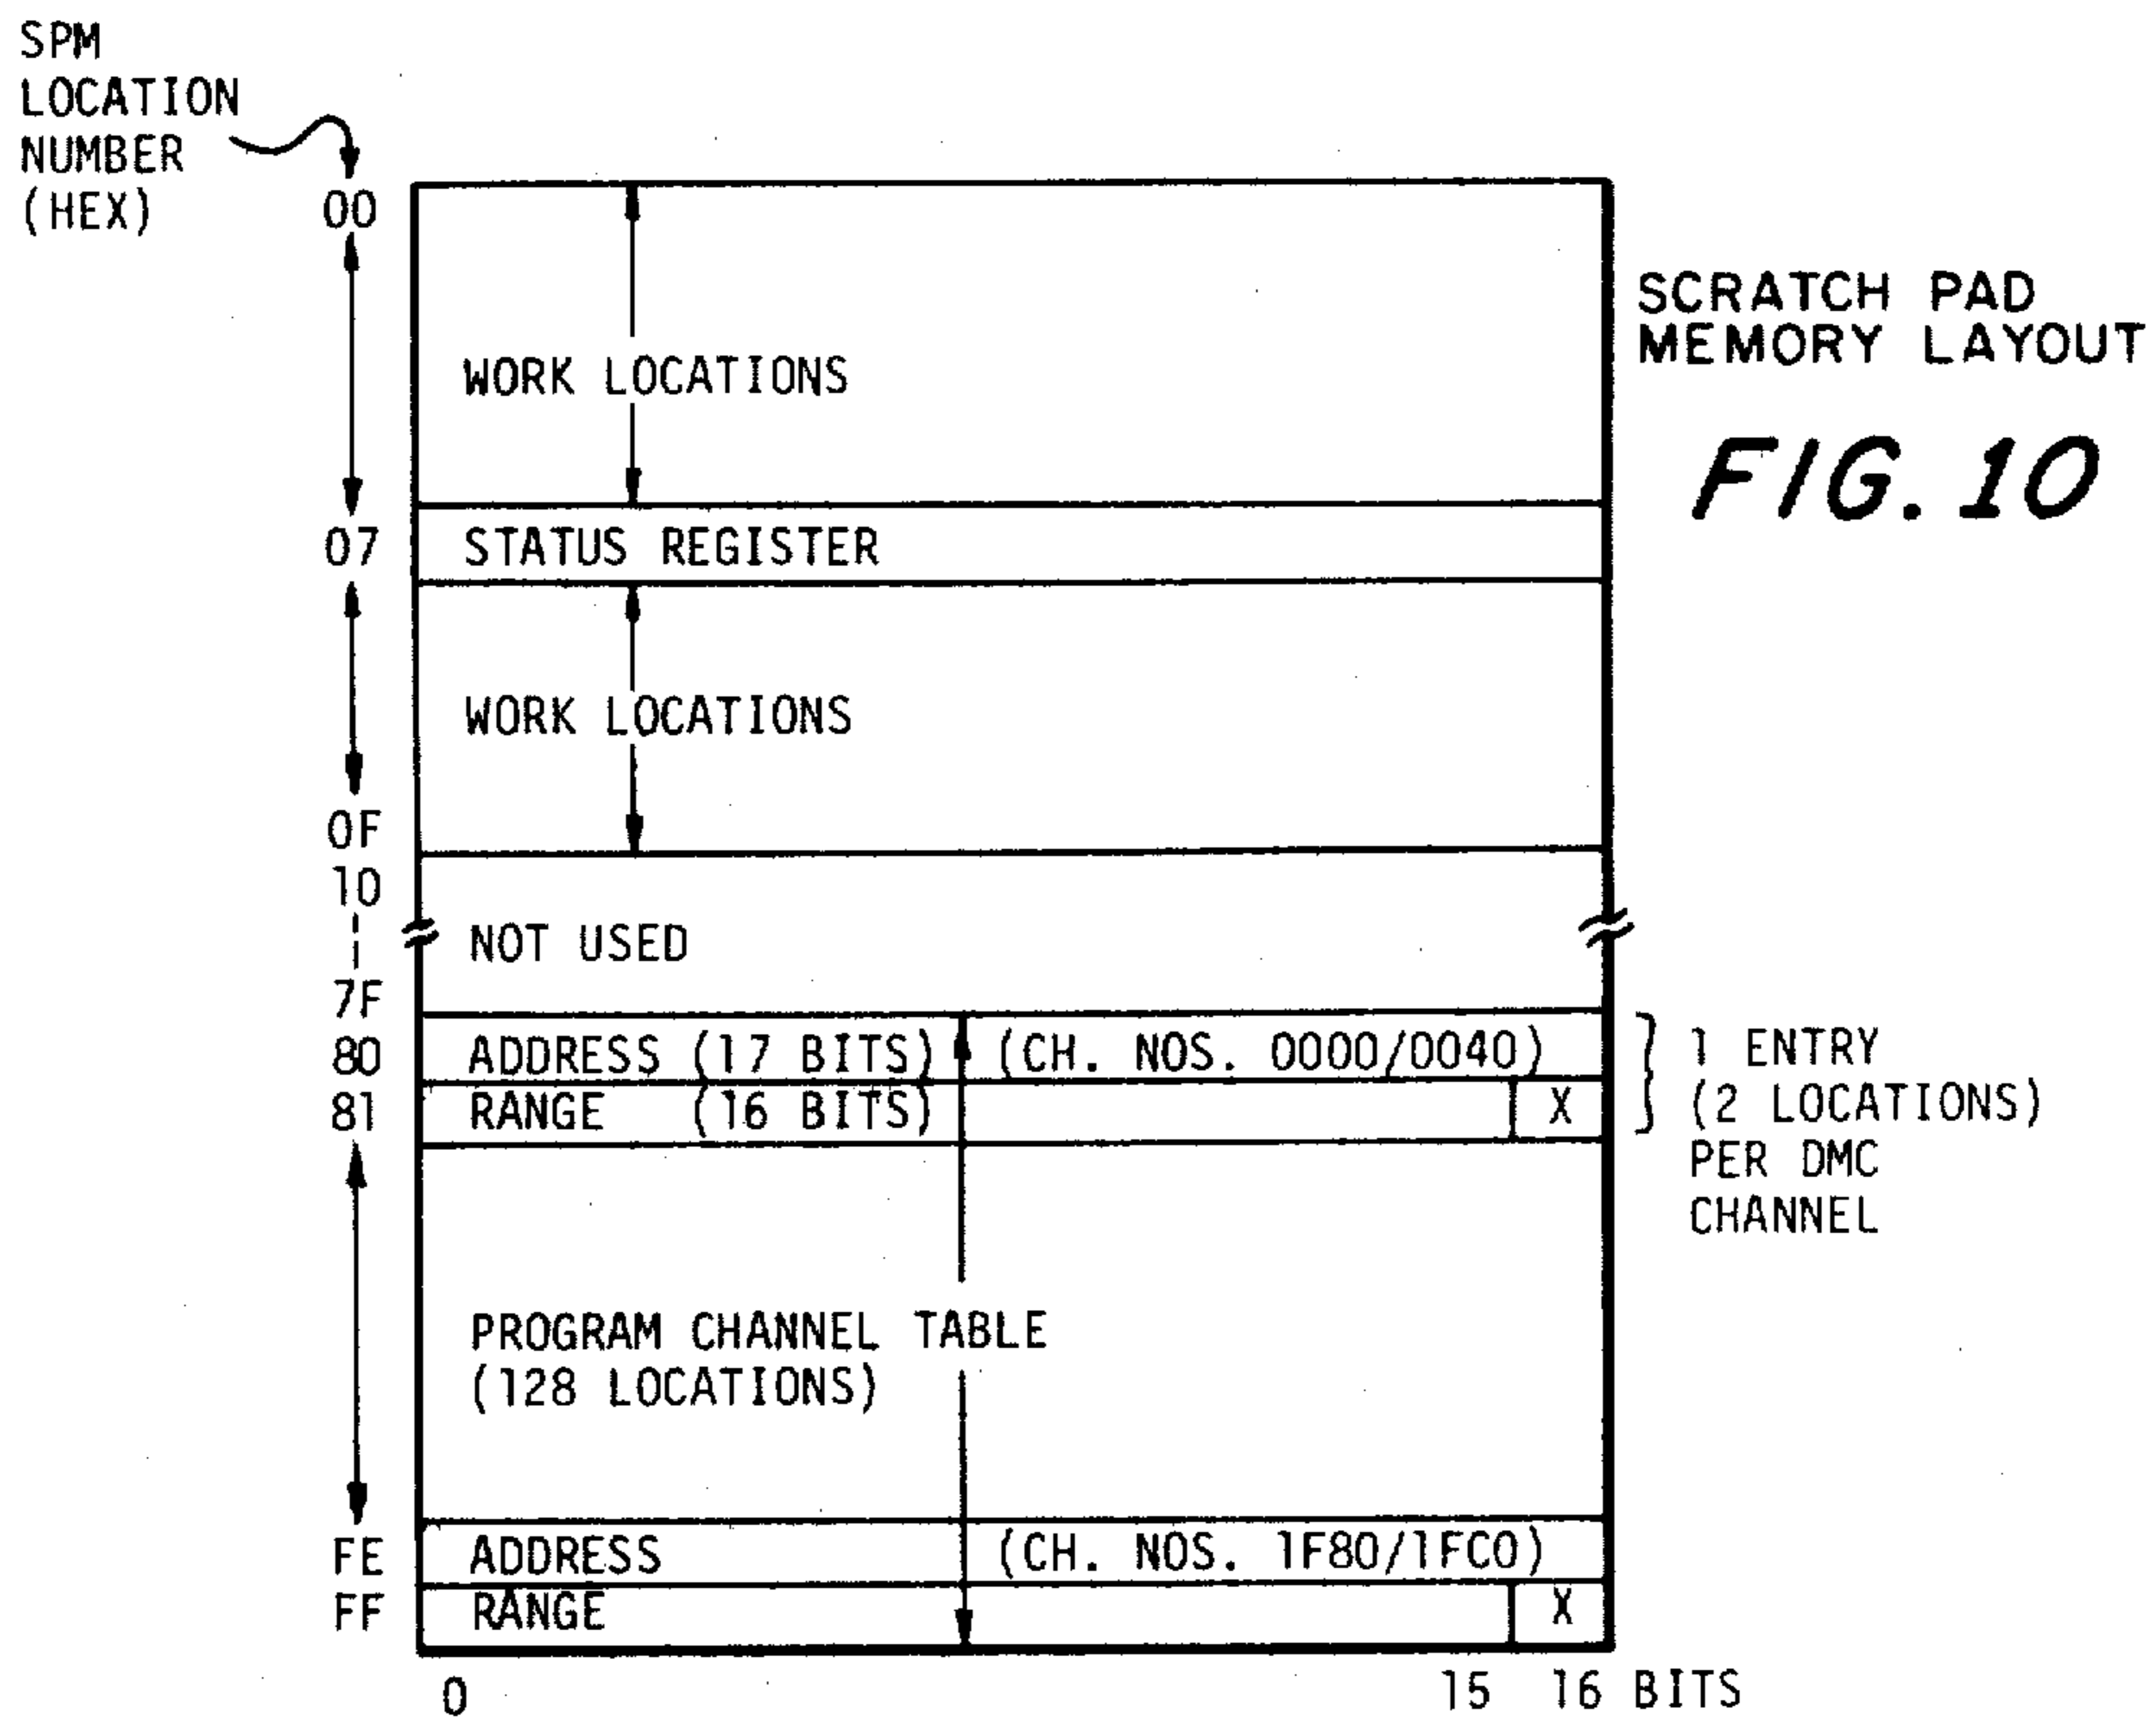 SPM
LOCATION
NUMBER
(HEX)
00
SCRATCH PAD
MEMORY LAYOUT
FIG. 10
WORK LOCATIONS
07 STATUS REGISTER
WORK LOCATIONS
0F
10
NOT USED
7F
80 ADDRESS (17 BITS) (CH. NOS. 0000/0040)
81 RANGE (16 BITS) X
1 ENTRY
(2 LOCATIONS)
PER DMC
CHANNEL
PROGRAM CHANNEL TABLE
(128 LOCATIONS)
FE ADDRESS (CH. NOS. 1F80/1FC0)
FF RANGE X
0 15 16 BITS